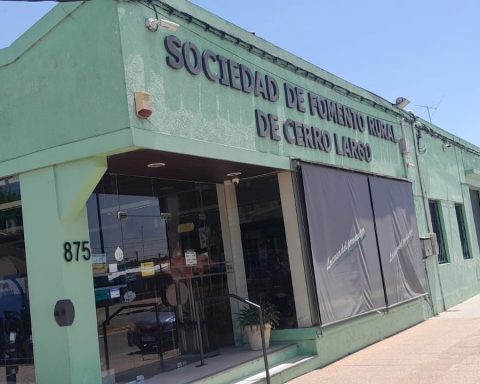 SOCIEDAD DE FOMENTO RURAL
DE CERRO LARGO
875